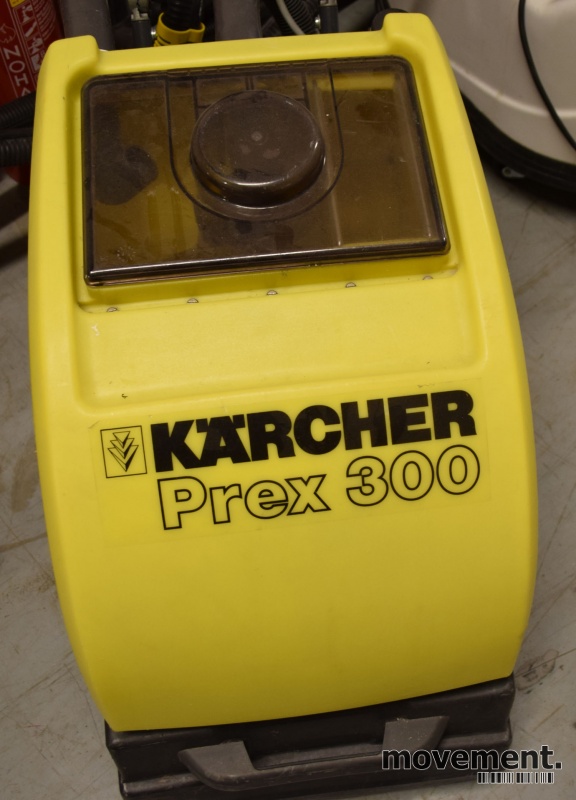 KÄRCHER
Prex 300
movement.